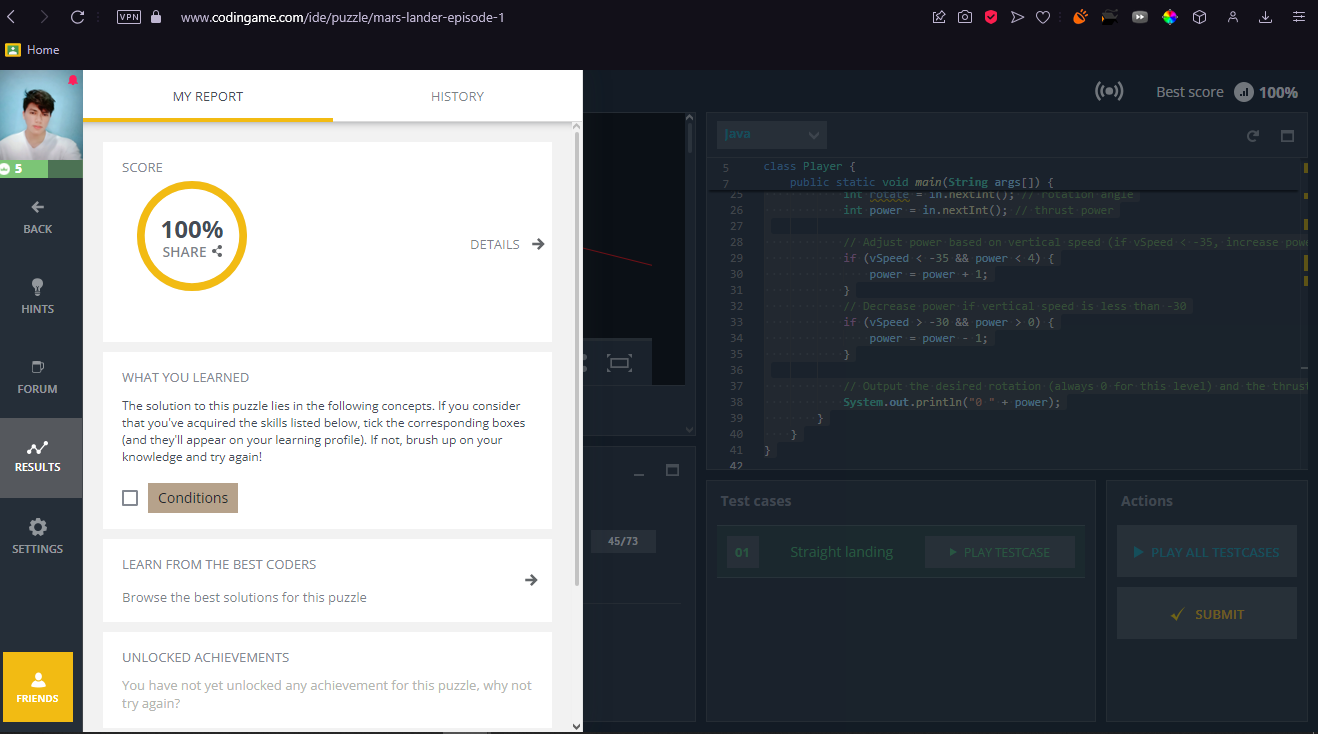 VPN
www.codingame.com/ide/puzzle/mars-lander-episode-1
Home
5
BACK
HINTS
FORUM
RESULTS
SETTINGS
FRIENDS
MY REPORT
HISTORY
SCORE
100%
SHARE
DETAILS
WHAT YOU LEARNED
The solution to this puzzle lies in the following concepts. If you consider
that you've acquired the skills listed below, tick the corresponding boxes
(and they'll appear on your learning profile). If not, brush up on your
knowledge and try again!
Conditions
LEARN FROM THE BEST CODERS
Browse the best solutions for this puzzle
UNLOCKED ACHIEVEMENTS
You have not yet unlocked any achievement for this puzzle, why not
try again?
45/73
Best score 100%
Java
5 class Player {
7 public static void main(String args[]) {
25 int rotate = in.nextInt(); // rotation angle
26 int power = in.nextInt(); // thrust power
27
28 // Adjust power based on vertical speed (if vSpeed < -35, increase pow
29 if (vSpeed < -35 && power < 4) {
30 power = power + 1;
31 }
32 // Decrease power if vertical speed is less than -30
33 if (vSpeed > -30 && power > 0) {
34 power = power - 1;
35 }
36
37 // Output the desired rotation (always 0 for this level) and the thrust
38 System.out.println("0 " + power);
39 }
40 }
41 }
42
Test cases
01 Straight landing PLAY TESTCASE
Actions
PLAY ALL TESTCASES
SUBMIT